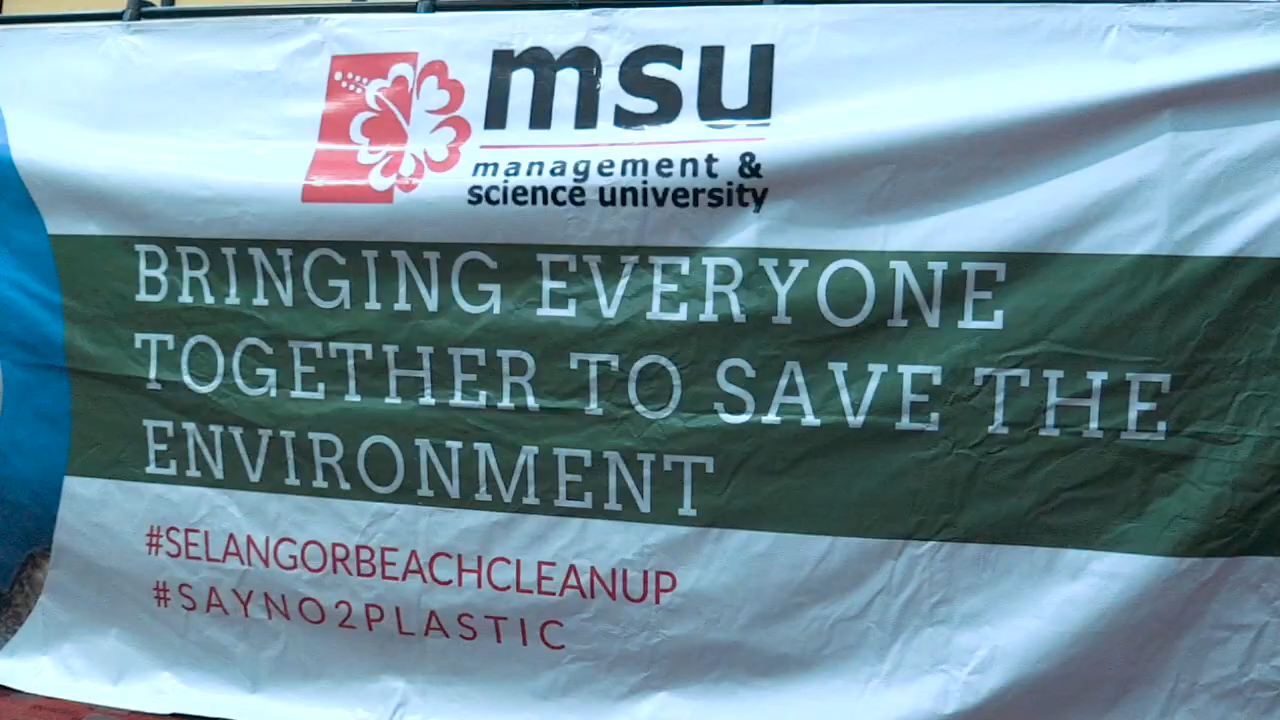 msu
management &
science university
BRINGING EVERYONE
TOGETHER TO SAVE THE
ENVIRONMENT
#SELANGORBEACHCLEANUP
#SAYNO2PLASTIC